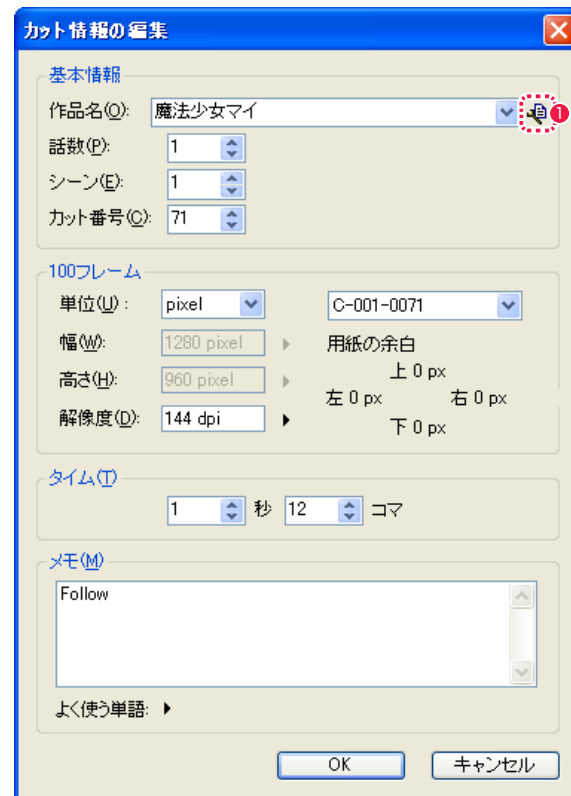 カット情報の編集
基本情報
作品名(O): 魔法少女マイ
1
話数(P): 1
シーン(E): 1
カット番号(C): 71
100フレーム
単位(U) : pixel C-001-0071
幅(W): 1280 pixel 用紙の余白
高さ(H): 960 pixel 上 0 px
左 0 px 右 0 px
解像度(D): 144 dpi 下 0 px
タイム(T)
1 秒 12 コマ
メモ(M)
Follow
よく使う単語:
OK キャンセル